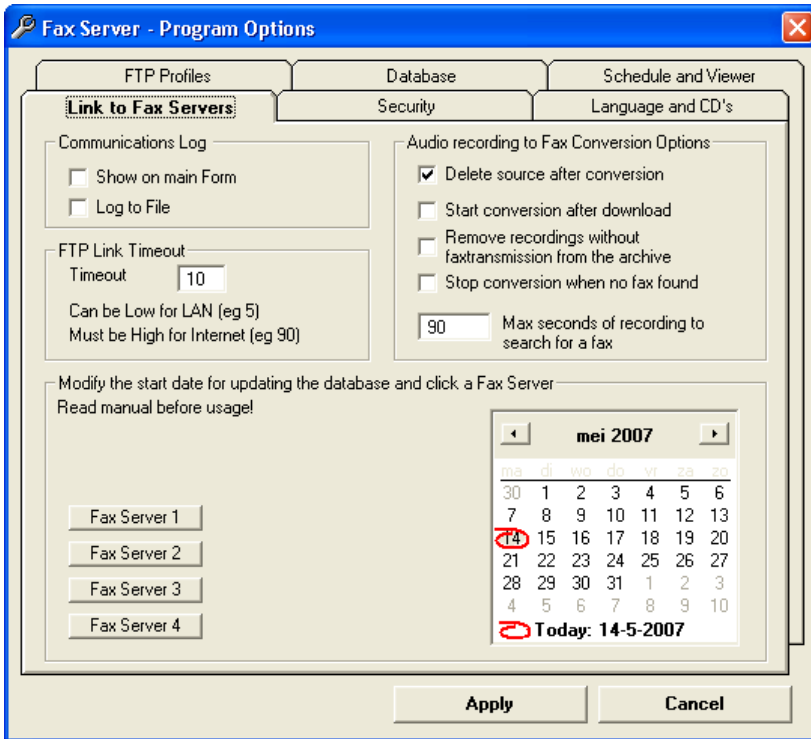 Fax Server - Program Options
FTP Profiles
Database
Schedule and Viewer
Link to Fax Servers
Security
Language and CD's
Communications Log
Show on main Form
Log to File
FTP Link Timeout
Timeout 10
Can be Low for LAN (eg 5)
Must be High for Internet (eg 90)
Audio recording to Fax Conversion Options
Delete source after conversion
Start conversion after download
Remove recordings without
faxtransmission from the archive
Stop conversion when no fax found
90 Max seconds of recording to
search for a fax
Modify the start date for updating the database and click a Fax Server
Read manual before usage!
Fax Server 1
Fax Server 2
Fax Server 3
Fax Server 4
mei 2007
ma di wo do vr za zo
30 1 2 3 4 5 6
7 8 9 10 11 12 13
14 15 16 17 18 19 20
21 22 23 24 25 26 27
28 29 30 31 1 2 3
4 5 6 7 8 9 10
Today: 14-5-2007
Apply
Cancel